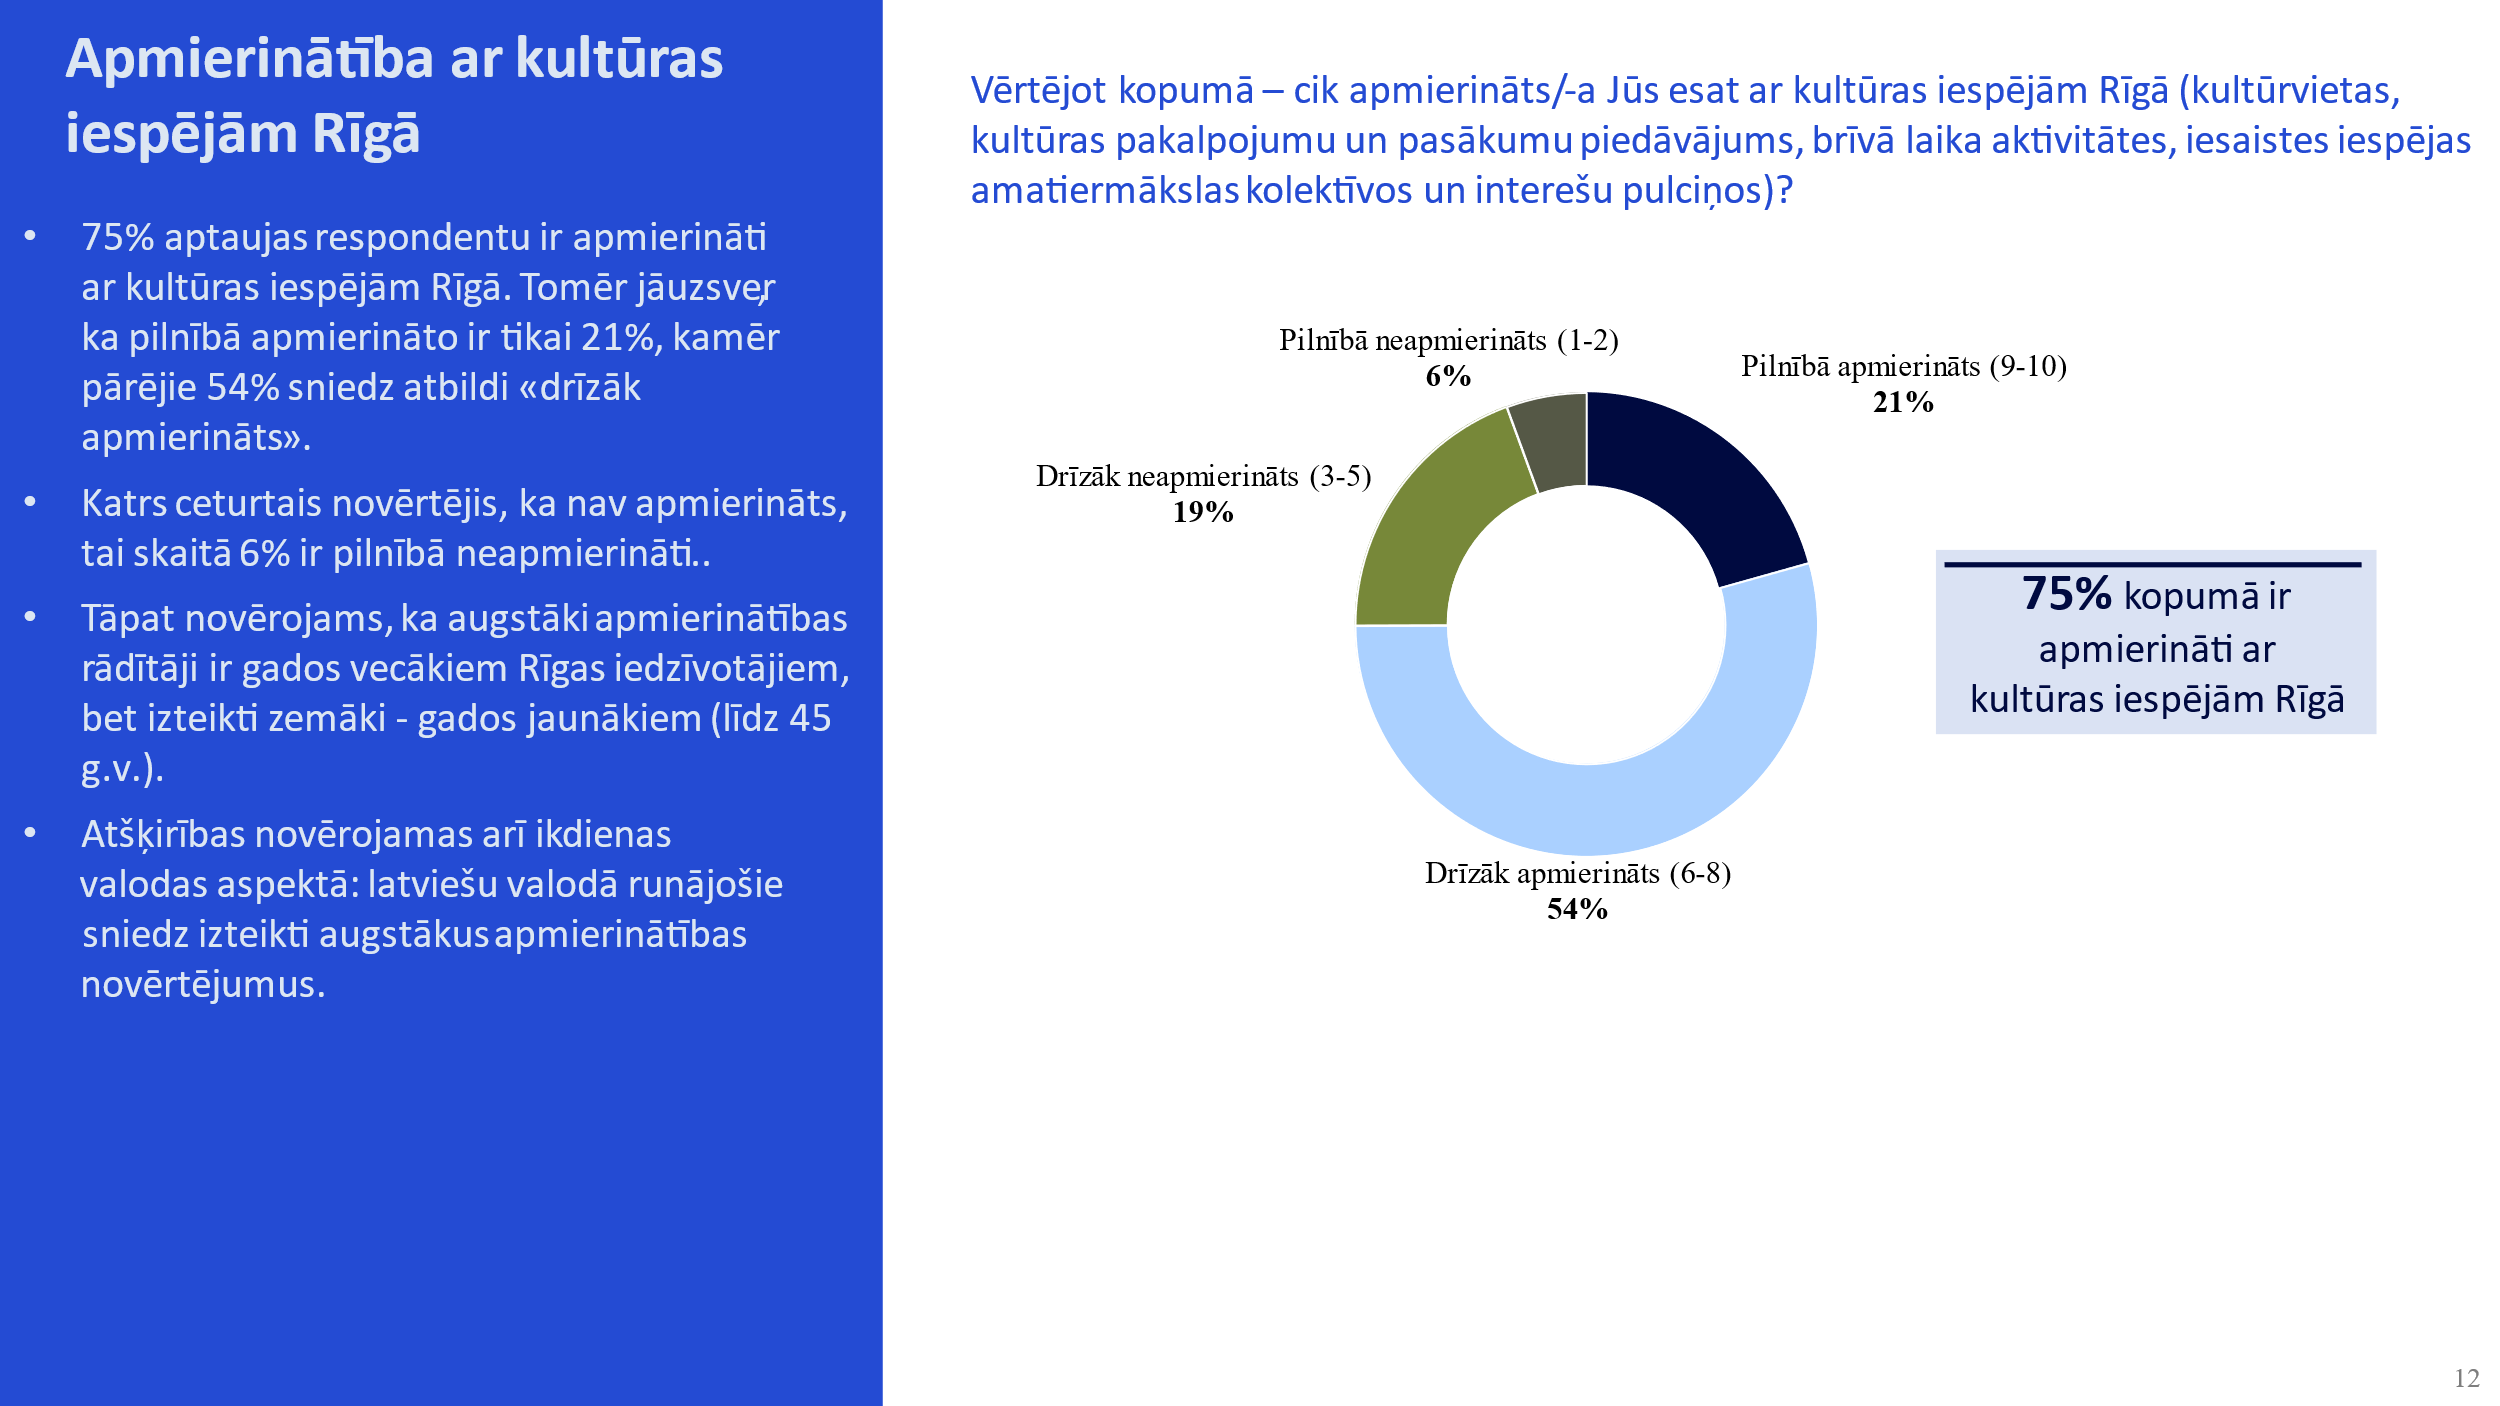 Apmierinātība ar kultūras
iespējām Rīgā
• 75% aptaujas respondentu ir apmierināti
ar kultūras iespējām Rīgā. Tomēr jāuzsver,
ka pilnībā apmierināto ir tikai 21%, kamēr
pārējie 54% sniedz atbildi «drīzāk
apmierināts».
• Katrs ceturtais novērtējis, ka nav apmierināts,
tai skaitā 6% ir pilnībā neapmierināti..
• Tāpat novērojams, ka augstāki apmierinātības
rādītāji ir gados vecākiem Rīgas iedzīvotājiem,
bet izteikti zemāki - gados jaunākiem (līdz 45
g.v.).
• Atšķirības novērojamas arī ikdienas
valodas aspektā: latviešu valodā runājošie
sniedz izteikti augstākus apmierinātības
novērtējumus.
Vērtējot kopumā – cik apmierināts/-a Jūs esat ar kultūras iespējām Rīgā (kultūrvietas,
kultūras pakalpojumu un pasākumu piedāvājums, brīvā laika aktivitātes, iesaistes iespējas
amatiermākslas kolektīvos un interešu pulciņos)?
Pilnībā neapmierināts (1-2)
6%
Pilnībā apmierināts (9-10)
21%
Drīzāk neapmierināts (3-5)
19%
75% kopumā ir
apmierināti ar
kultūras iespējām Rīgā
Drīzāk apmierināts (6-8)
54%
12